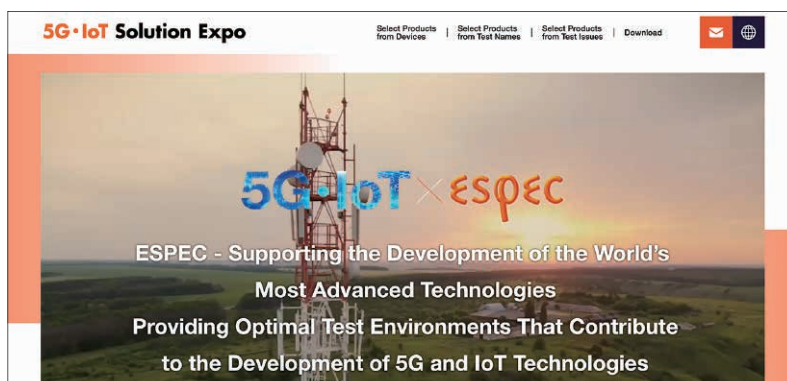 5G・IoT Solution Expo
Select Products from Devices
Select Products from Test Names
Select Products from Test Issues
Download
5G・IoT × ESPEC
ESPEC - Supporting the Development of the World's
Most Advanced Technologies
Providing Optimal Test Environments That Contribute
to the Development of 5G and IoT Technologies